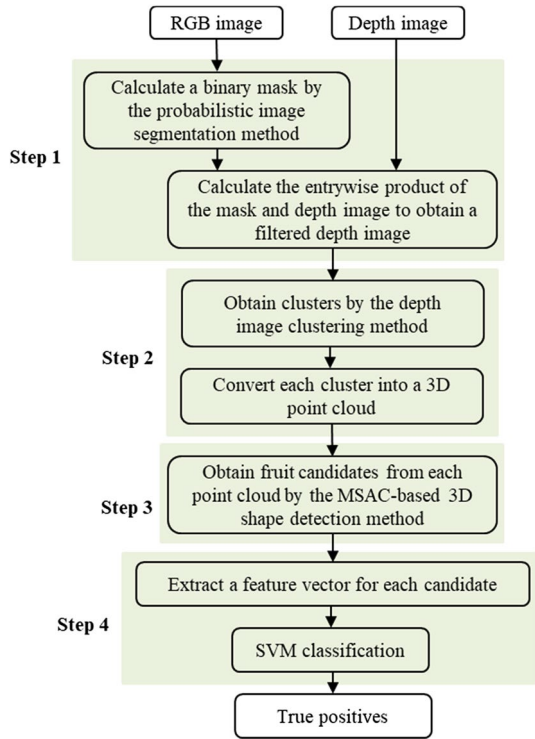 RGB image
Depth image
Step 1
Calculate a binary mask by
the probabilistic image
segmentation method
Calculate the entrywise product of
the mask and depth image to obtain a
filtered depth image
Step 2
Obtain clusters by the depth
image clustering method
Convert each cluster into a 3D
point cloud
Step 3
Obtain fruit candidates from each
point cloud by the MSAC-based 3D
shape detection method
Step 4
Extract a feature vector for each candidate
SVM classification
True positives